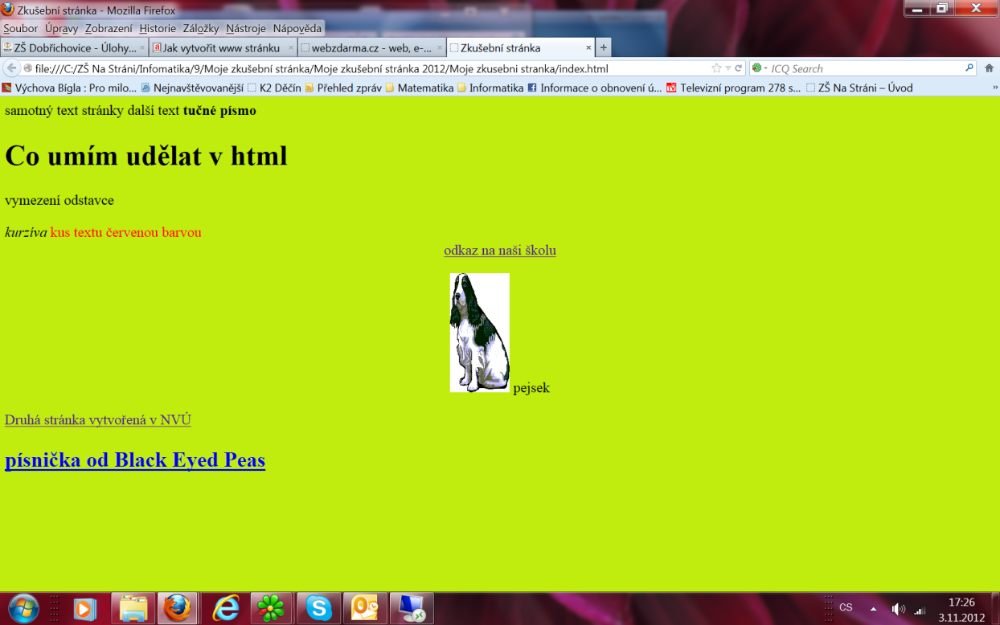 Zkušební stránka - Mozilla Firefox
Soubor Úpravy Zobrazení Historie Záložky Nástroje Nápověda
ZŠ Dobřichovice - Úlohy... Jak vytvořit www stránku webzdarma.cz - web, e-... Zkušební stránka
file:///C:/ZŠ Na Stráni/Infomatika/9/Moje zkušební stránka/Moje zkušební stránka 2012/Moje zkusebni stranka/index.html ICQ Search
Výchova Bígla : Pro milo... Nejnavštěvovanější K2 Děčín Přehled zpráv Matematika Informatika Informace o obnovení ú... Televizní program 278 s... ZŠ Na Stráni – Úvod
samotný text stránky další text tučné písmo
Co umím udělat v html
vymezení odstavce
kurzíva kus textu červenou barvou
odkaz na naši školu
pejsek
Druhá stránka vytvořená v NVÚ
písnička od Black Eyed Peas
CS 17:26
3.11.2012